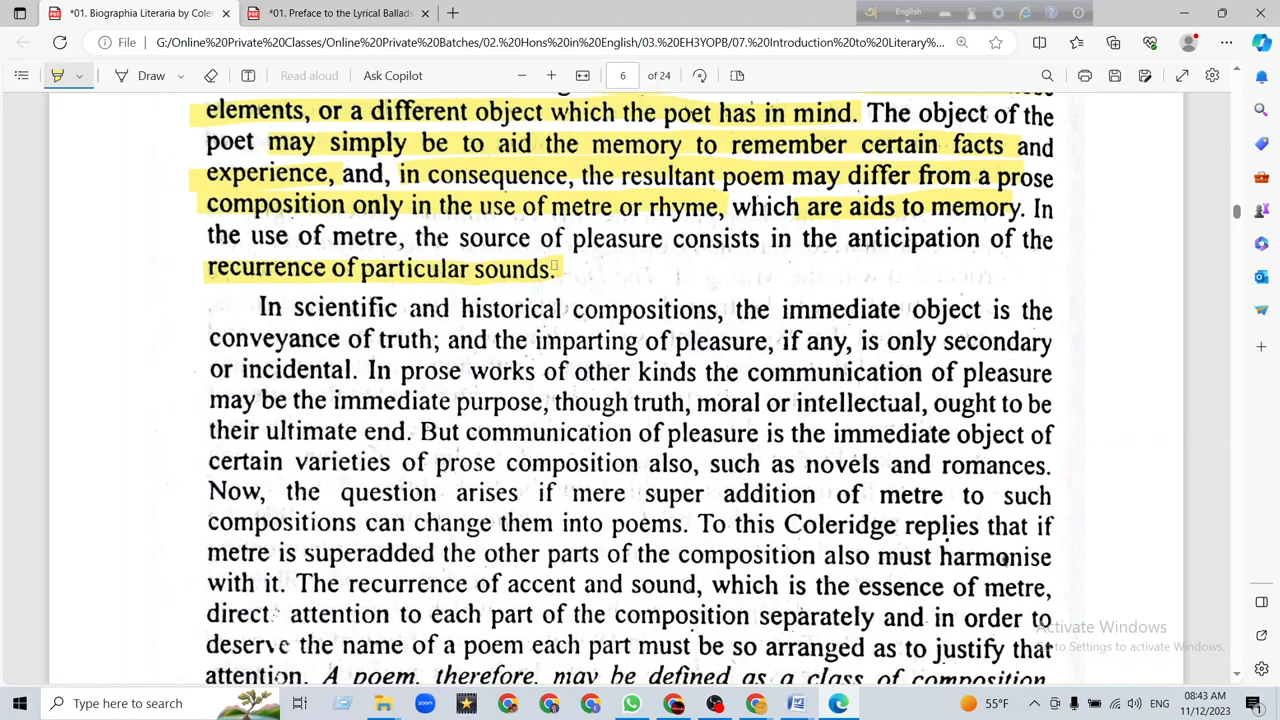 *01. Biographia Literaria by Coler
*01. Preface to the Lyrical Ballads
English
File
G:/Online%20Private%20Classes/Online%20Private%20Batches/02.%20Hons%20in%20English/03.%20EH3YOPB/07.%20Introduction%20to%20Literary%...
Draw
Read aloud
Ask Copilot
6 of 24
elements, or a different object which the poet has in mind. The object of the
poet may simply be to aid the memory to remember certain facts and
experience, and, in consequence, the resultant poem may differ from a prose
composition only in the use of metre or rhyme, which are aids to memory. In
the use of metre, the source of pleasure consists in the anticipation of the
recurrence of particular sounds.
In scientific and historical compositions, the immediate object is the
conveyance of truth; and the imparting of pleasure, if any, is only secondary
or incidental. In prose works of other kinds the communication of pleasure
may be the immediate purpose, though truth, moral or intellectual, ought to be
their ultimate end. But communication of pleasure is the immediate object of
certain varieties of prose composition also, such as novels and romances.
Now, the question arises if mere super addition of metre to such
compositions can change them into poems. To this Coleridge replies that if
metre is superadded the other parts of the composition also must harmonise
with it. The recurrence of accent and sound, which is the essence of metre,
direct attention to each part of the composition separately and in order to
deserve the name of a poem each part must be so arranged as to justify that
attention. A poem, therefore, may be defined as a class of composition,
Activate Windows
Go to Settings to activate Windows.
Type here to search
zoom
55°F
ENG
08:43 AM
11/12/2023